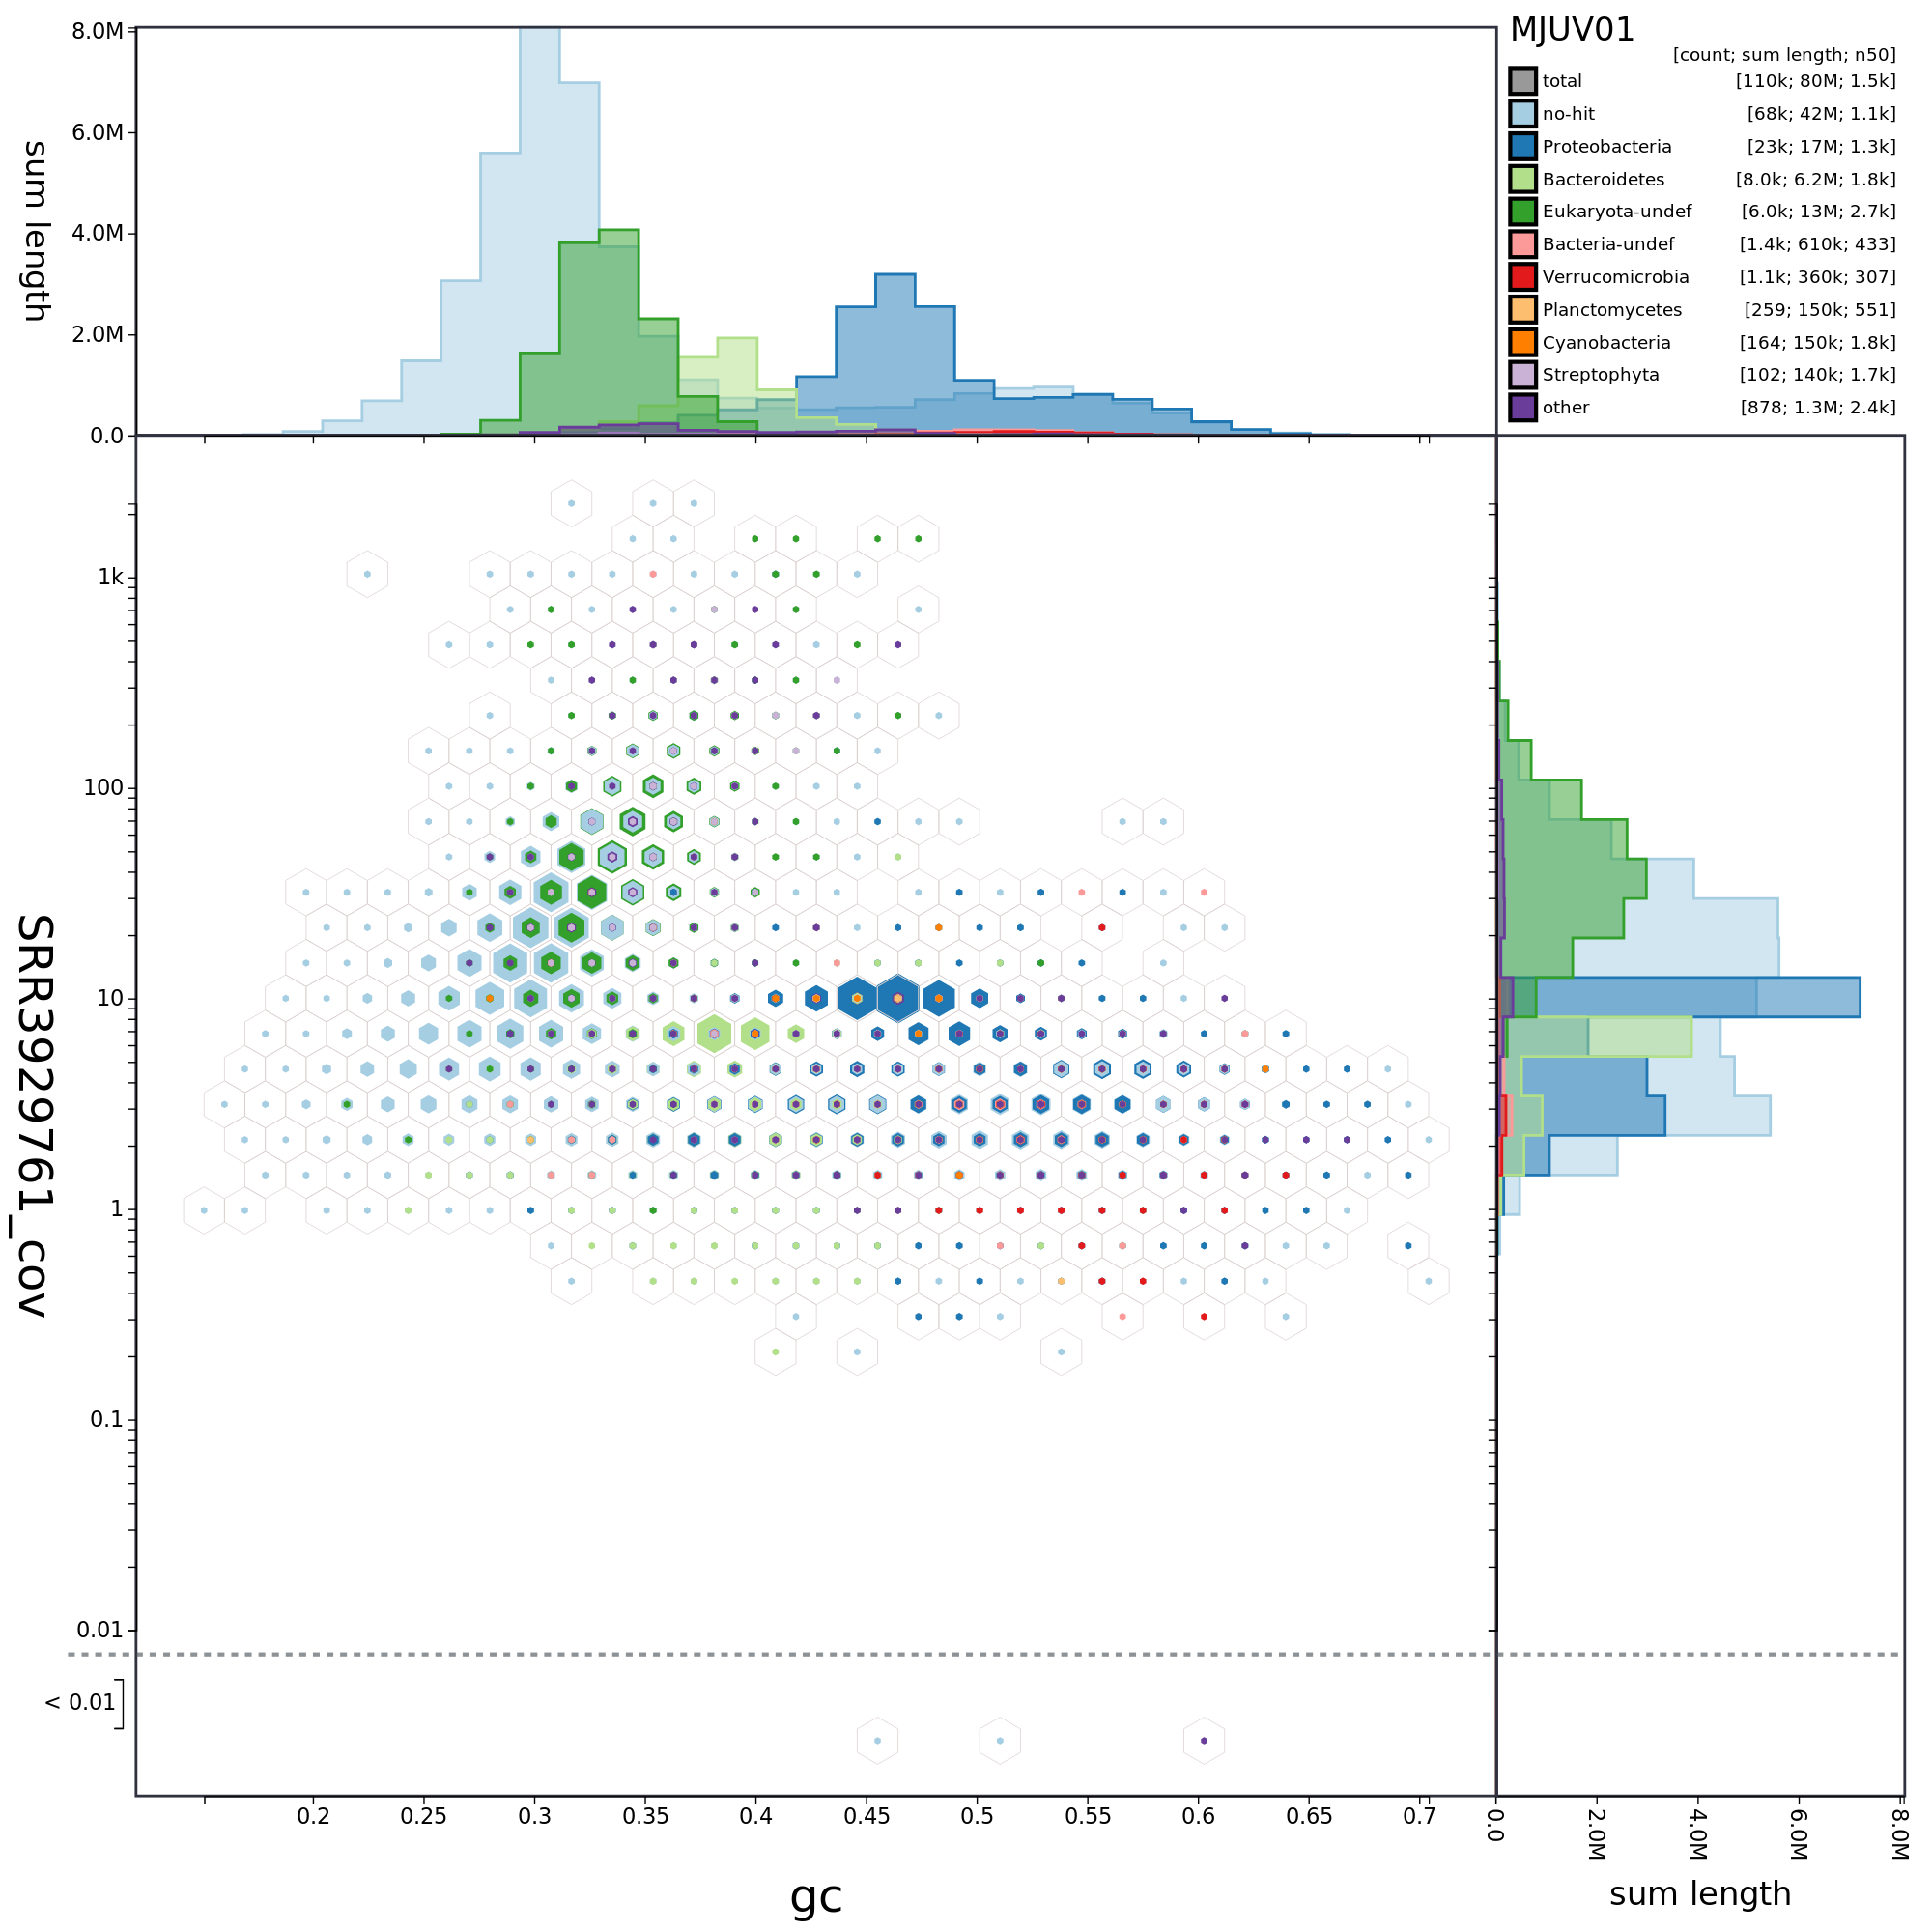 MJUV01
[count; sum length; n50]
total [110k; 80M; 1.5k]
no-hit [68k; 42M; 1.1k]
Proteobacteria [23k; 17M; 1.3k]
Bacteroidetes [8.0k; 6.2M; 1.8k]
Eukaryota-undef [6.0k; 13M; 2.7k]
Bacteria-undef [1.4k; 610k; 433]
Verrucomicrobia [1.1k; 360k; 307]
Planctomycetes [259; 150k; 551]
Cyanobacteria [164; 150k; 1.8k]
Streptophyta [102; 140k; 1.7k]
other [878; 1.3M; 2.4k]
8.0M
6.0M
4.0M
2.0M
0.0
sum length
1k
100
10
1
0.1
0.01
< 0.01
SRR3929761_cov
0.2 0.25 0.3 0.35 0.4 0.45 0.5 0.55 0.6 0.65 0.7
gc
0.0 2.0M 4.0M 6.0M 8.0M
sum length